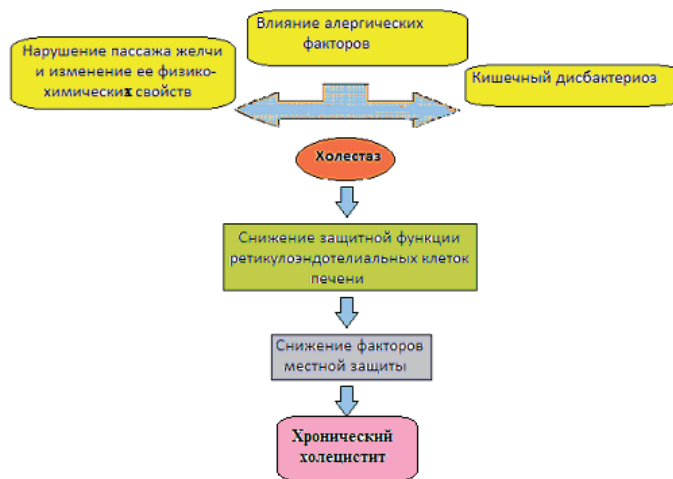 Влияние алергических
факторов
Нарушение пассажа желчи
и изменение ее физико-
химических свойств
Кишечный дисбактериоз
Холестаз
Снижение защитной функции
ретикулоэндотелиальных клеток
печени
Снижение факторов
местной защиты
Хронический
холецистит